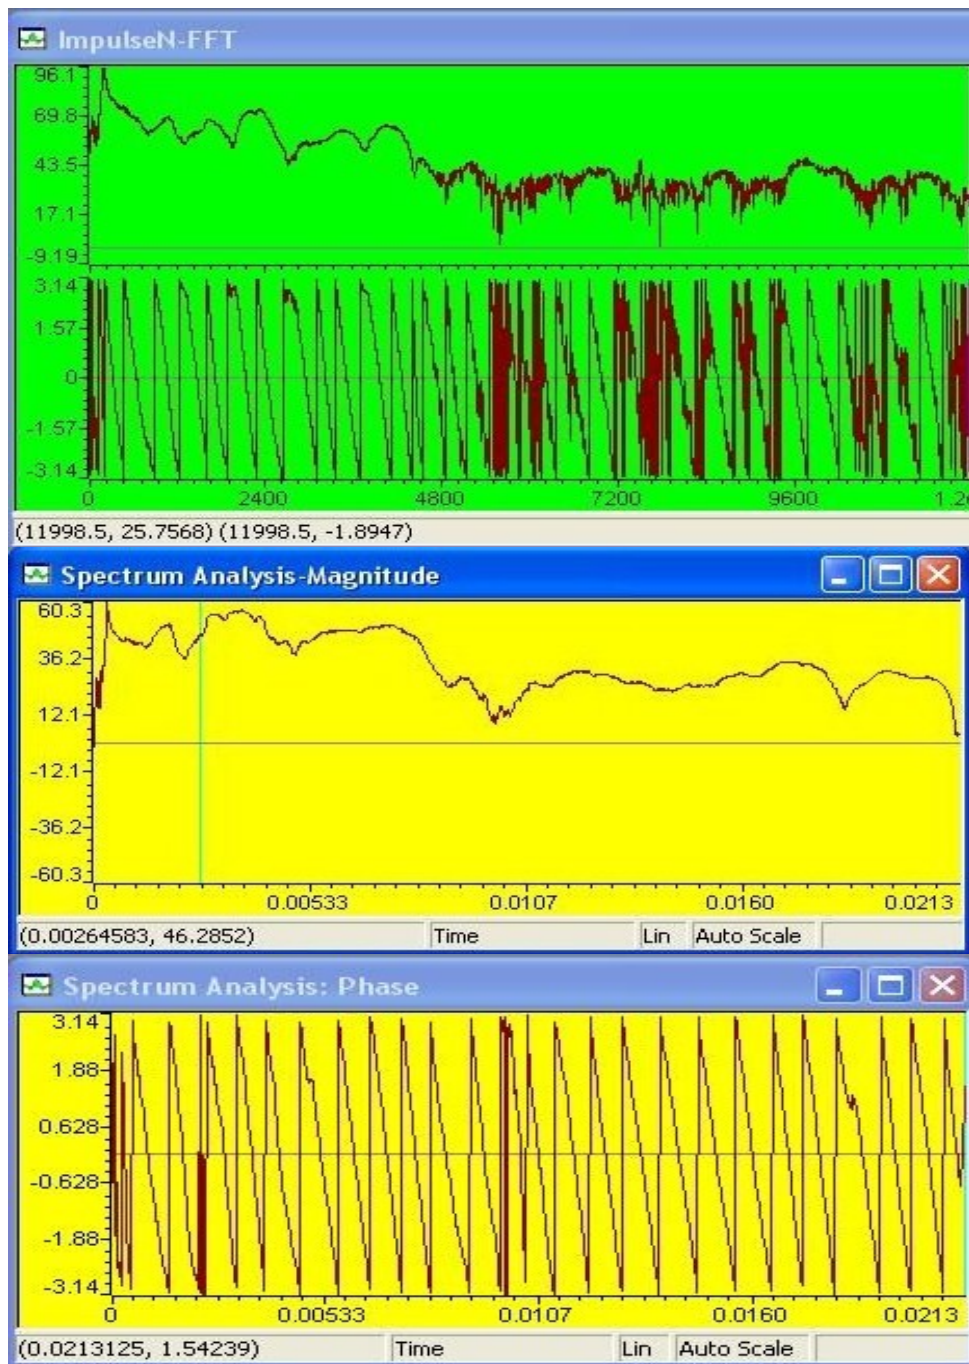 ImpulseN-FFT
96.1
69.8
43.5
17.1
-9.19
3.14
1.57
0
-1.57
-3.14
0 2400 4800 7200 9600 1.2
(11998.5, 25.7568) (11998.5, -1.8947)
Spectrum Analysis-Magnitude
60.3
36.2
12.1
-12.1
-36.2
-60.3
0 0.00533 0.0107 0.0160 0.0213
(0.00264583, 46.2852) Time Lin Auto Scale
Spectrum Analysis: Phase
3.14
1.88
0.628
-0.628
-1.88
-3.14
0 0.00533 0.0107 0.0160 0.0213
(0.0213125, 1.54239) Time Lin Auto Scale